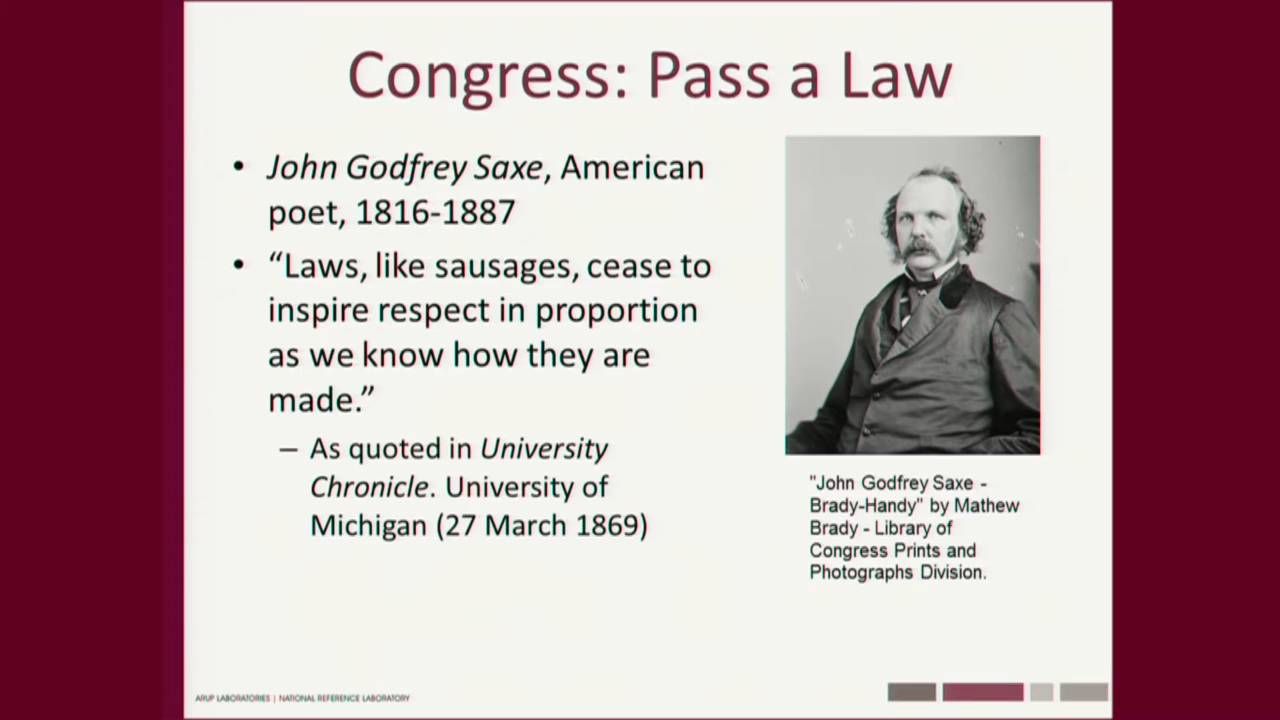 Congress: Pass a Law
• John Godfrey Saxe, American
poet, 1816-1887
• “Laws, like sausages, cease to
inspire respect in proportion
as we know how they are
made.”
– As quoted in University
Chronicle. University of
Michigan (27 March 1869)
"John Godfrey Saxe -
Brady-Handy" by Mathew
Brady - Library of
Congress Prints and
Photographs Division.
ARUP LABORATORIES | NATIONAL REFERENCE LABORATORY